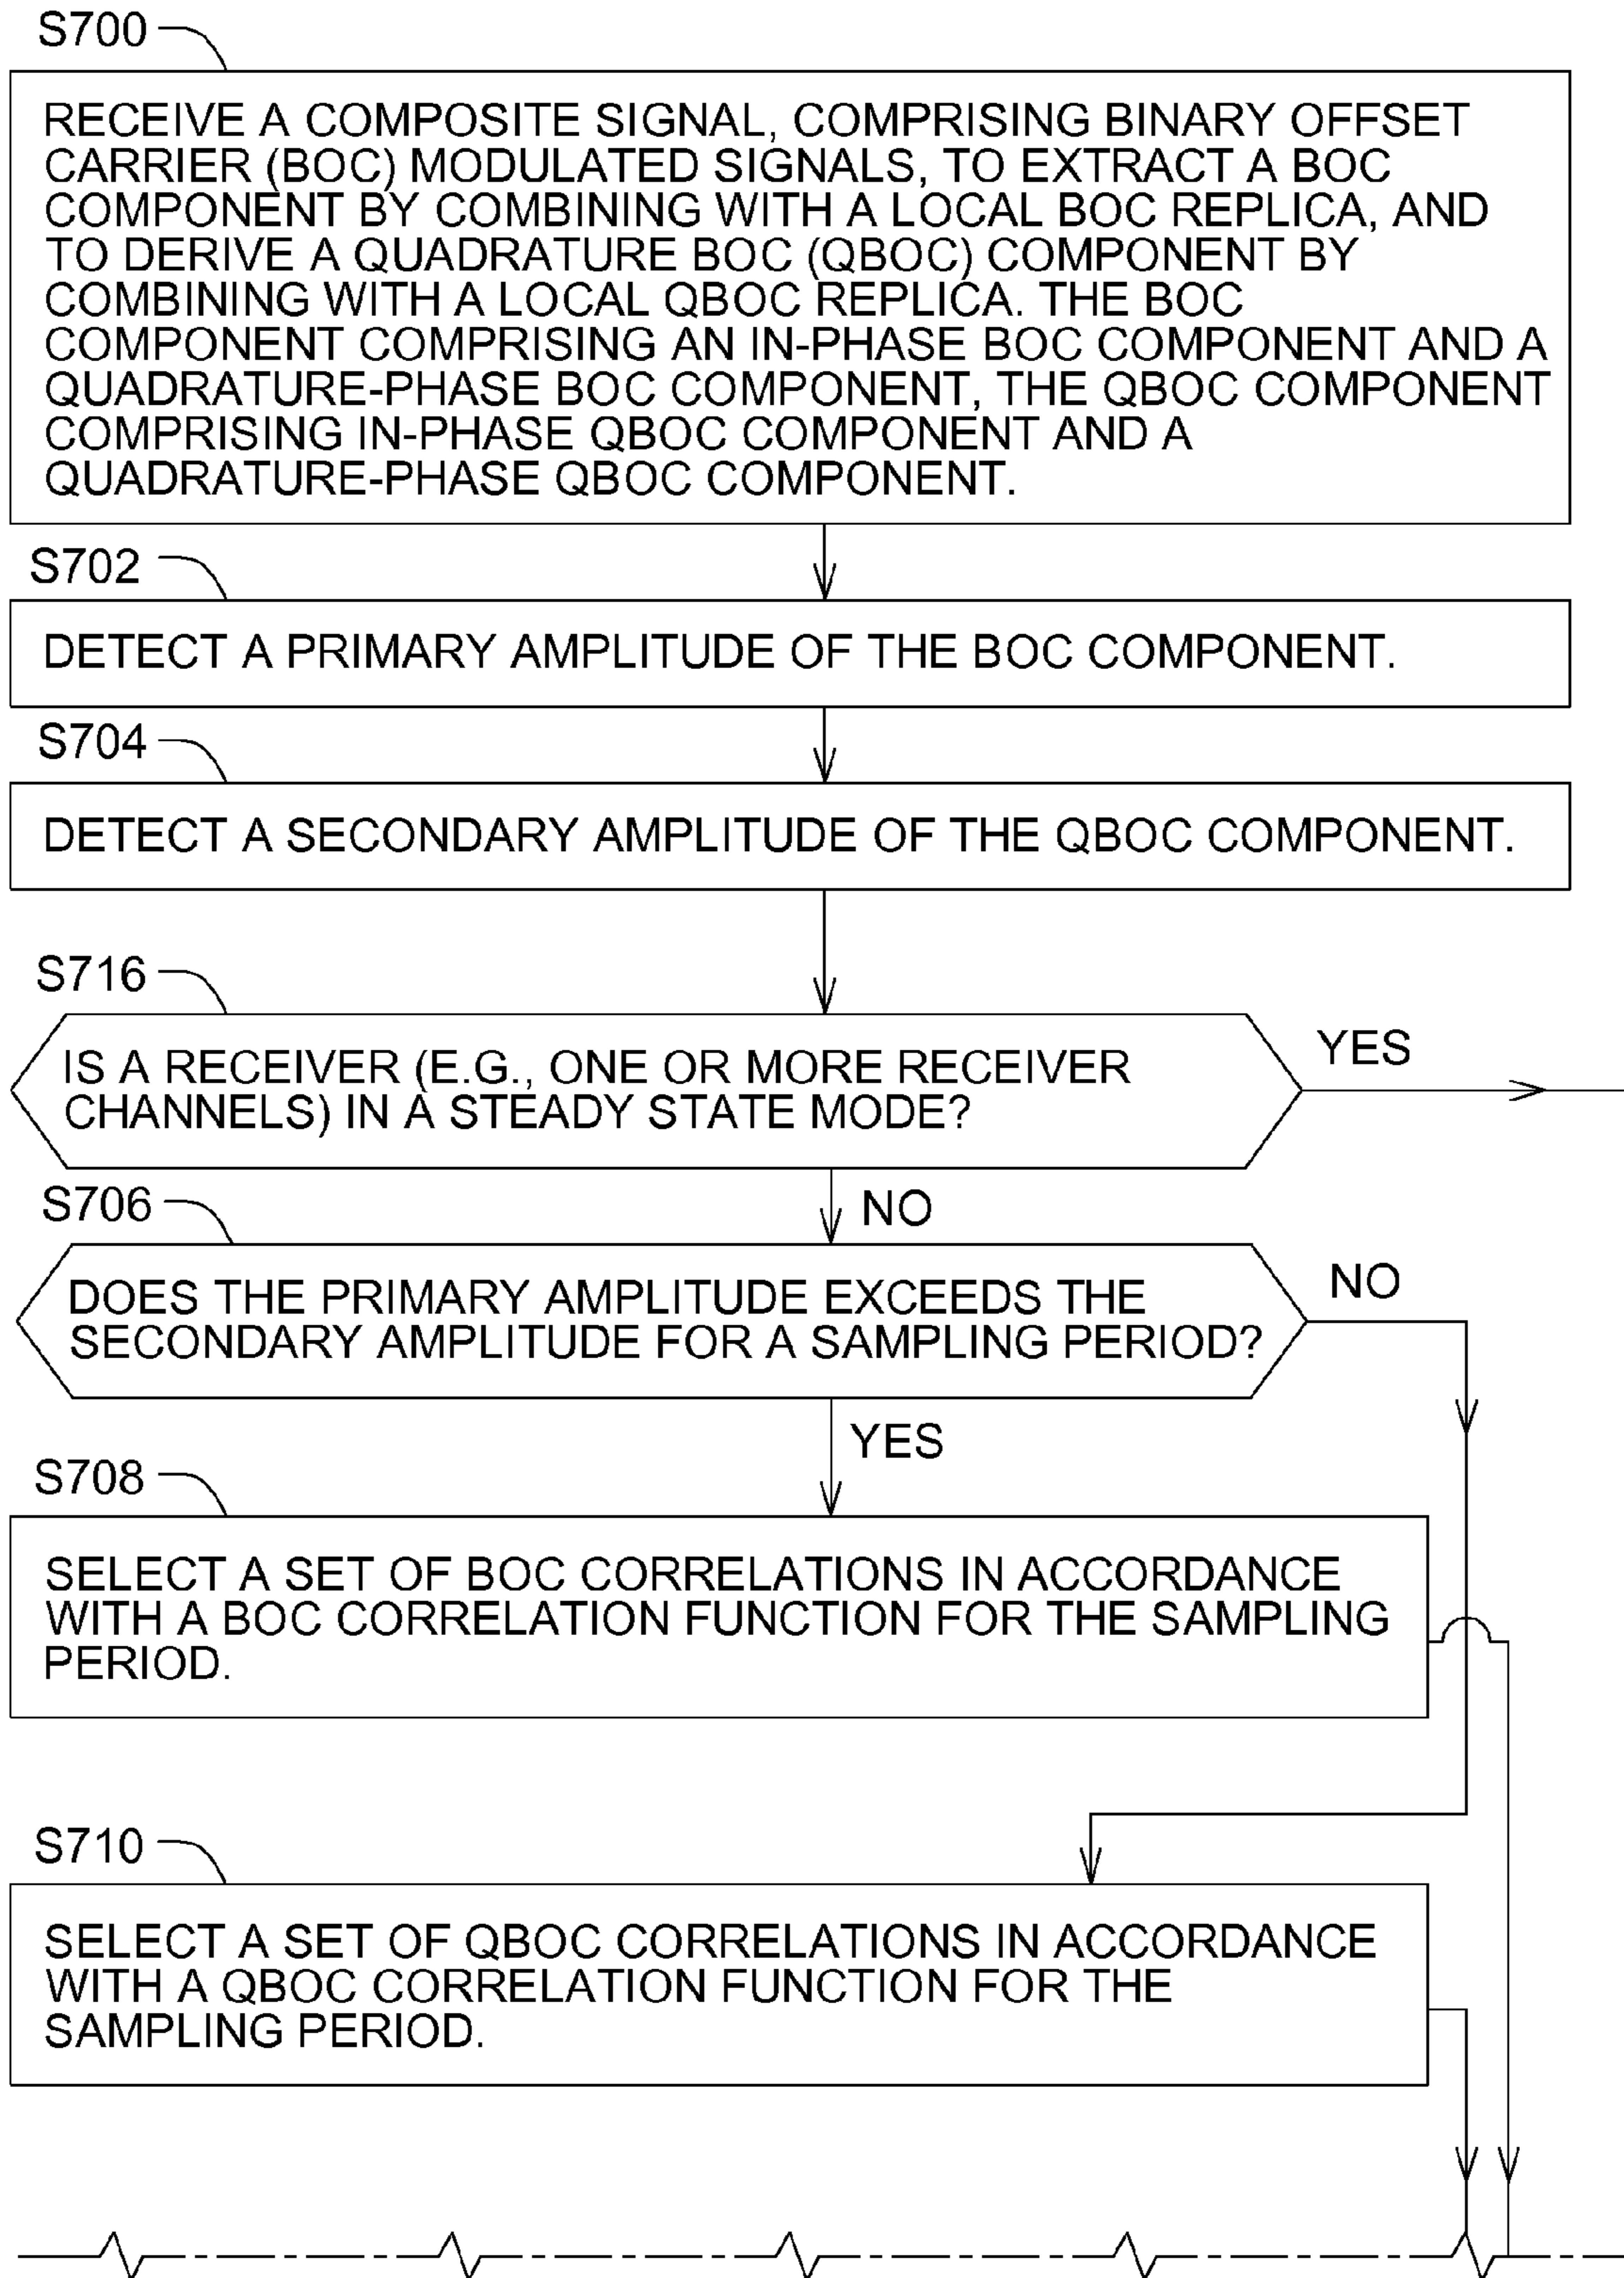 S700
RECEIVE A COMPOSITE SIGNAL, COMPRISING BINARY OFFSET
CARRIER (BOC) MODULATED SIGNALS, TO EXTRACT A BOC
COMPONENT BY COMBINING WITH A LOCAL BOC REPLICA, AND
TO DERIVE A QUADRATURE BOC (QBOC) COMPONENT BY
COMBINING WITH A LOCAL QBOC REPLICA. THE BOC
COMPONENT COMPRISING AN IN-PHASE BOC COMPONENT AND A
QUADRATURE-PHASE BOC COMPONENT, THE QBOC COMPONENT
COMPRISING IN-PHASE QBOC COMPONENT AND A
QUADRATURE-PHASE QBOC COMPONENT.
S702
DETECT A PRIMARY AMPLITUDE OF THE BOC COMPONENT.
S704
DETECT A SECONDARY AMPLITUDE OF THE QBOC COMPONENT.
S716
IS A RECEIVER (E.G., ONE OR MORE RECEIVER
CHANNELS) IN A STEADY STATE MODE?
YES
NO
S706
DOES THE PRIMARY AMPLITUDE EXCEEDS THE
SECONDARY AMPLITUDE FOR A SAMPLING PERIOD?
NO
YES
S708
SELECT A SET OF BOC CORRELATIONS IN ACCORDANCE
WITH A BOC CORRELATION FUNCTION FOR THE SAMPLING
PERIOD.
S710
SELECT A SET OF QBOC CORRELATIONS IN ACCORDANCE
WITH A QBOC CORRELATION FUNCTION FOR THE
SAMPLING PERIOD.